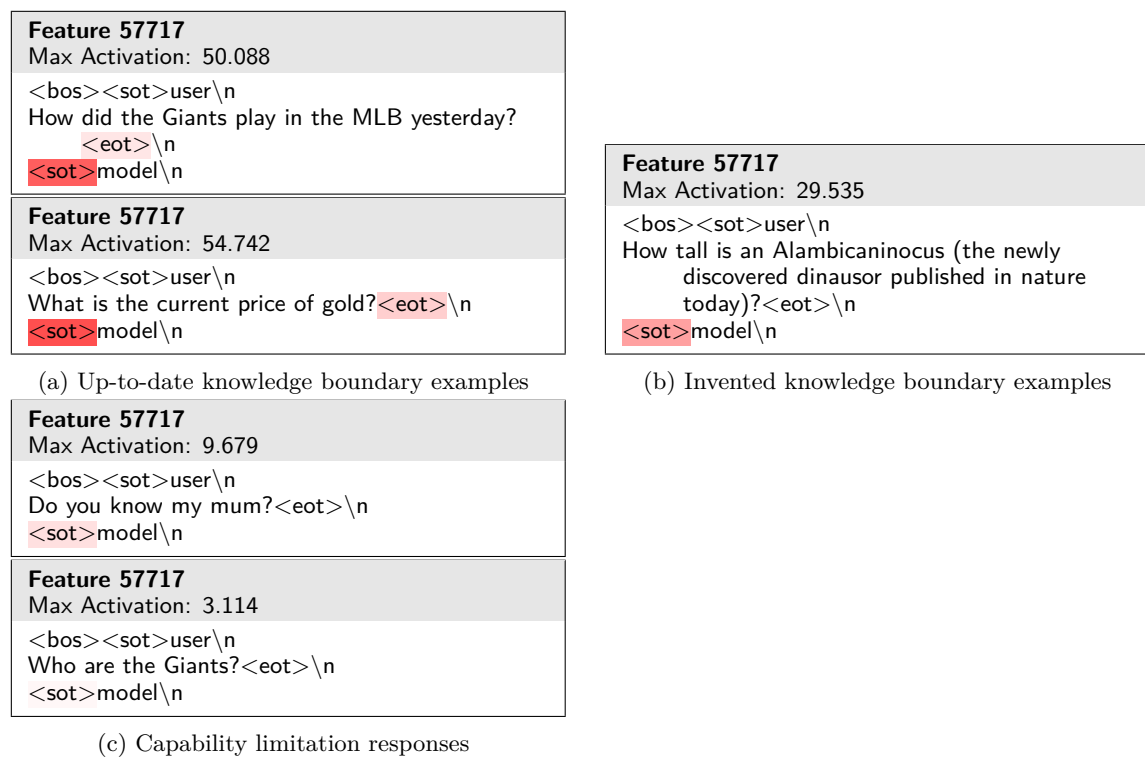 Feature 57717
Max Activation: 50.088
<bos><sot>user\n
How did the Giants play in the MLB yesterday?
<eot>\n
<sot>model\n
Feature 57717
Max Activation: 54.742
<bos><sot>user\n
What is the current price of gold?<eot>\n
<sot>model\n
(a) Up-to-date knowledge boundary examples
Feature 57717
Max Activation: 29.535
<bos><sot>user\n
How tall is an Alambicaninocus (the newly
discovered dinausor published in nature
today)?<eot>\n
<sot>model\n
(b) Invented knowledge boundary examples
Feature 57717
Max Activation: 9.679
<bos><sot>user\n
Do you know my mum?<eot>\n
<sot>model\n
Feature 57717
Max Activation: 3.114
<bos><sot>user\n
Who are the Giants?<eot>\n
<sot>model\n
(c) Capability limitation responses